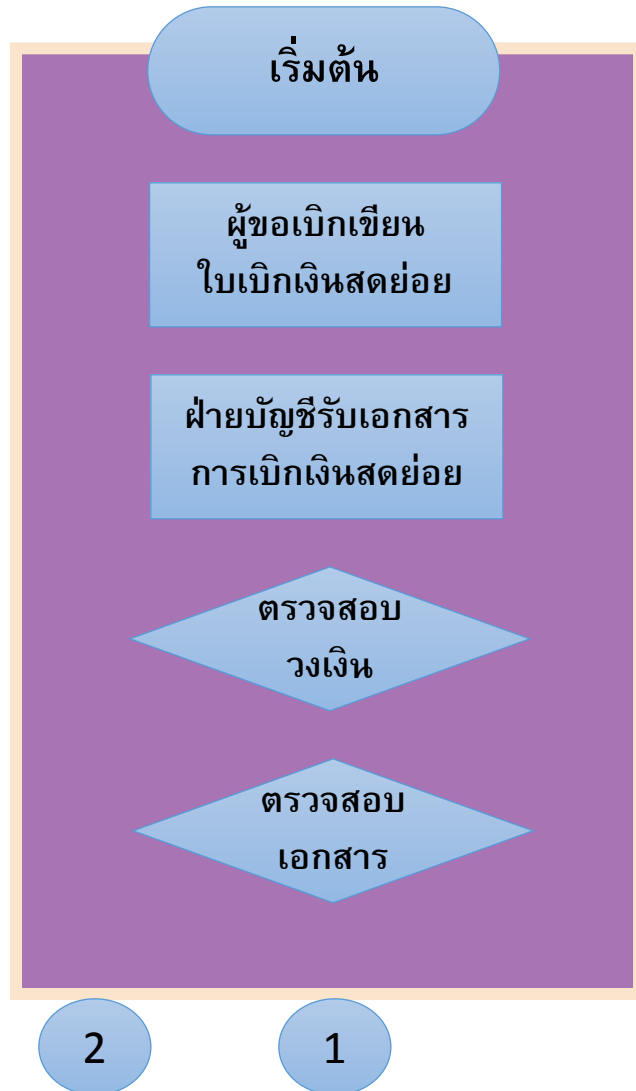 เริ่มต้น
ผู้ขอเบิกเขียน
ใบเบิกเงินสดย่อย
ฝ่ายบัญชีรับเอกสาร
การเบิกเงินสดย่อย
ตรวจสอบ
วงเงิน
ตรวจสอบ
เอกสาร
2 1